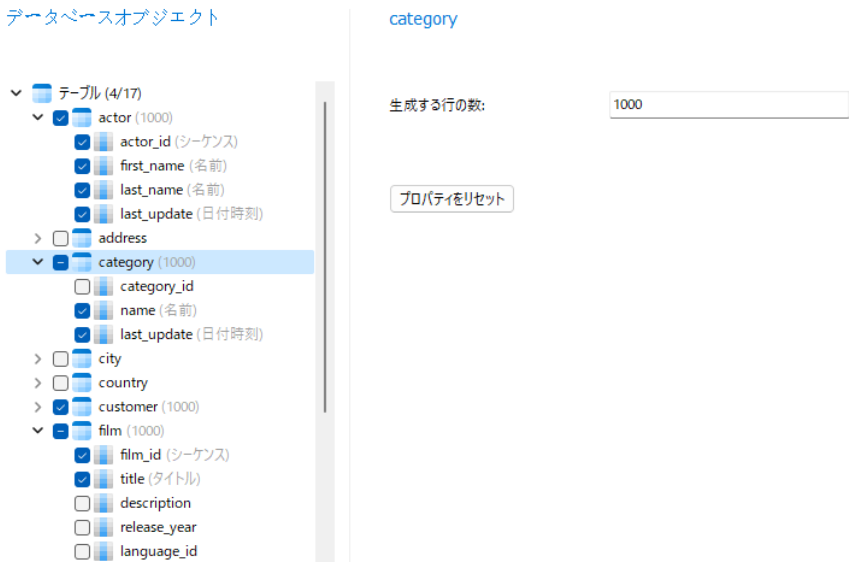 データベースオブジェクト
category
テーブル (4/17)
actor (1000)
actor_id (シーケンス)
first_name (名前)
last_name (名前)
last_update (日付時刻)
address
category (1000)
category_id
name (名前)
last_update (日付時刻)
city
country
customer (1000)
film (1000)
film_id (シーケンス)
title (タイトル)
description
release_year
language_id
生成する行の数:
1000
プロパティをリセット